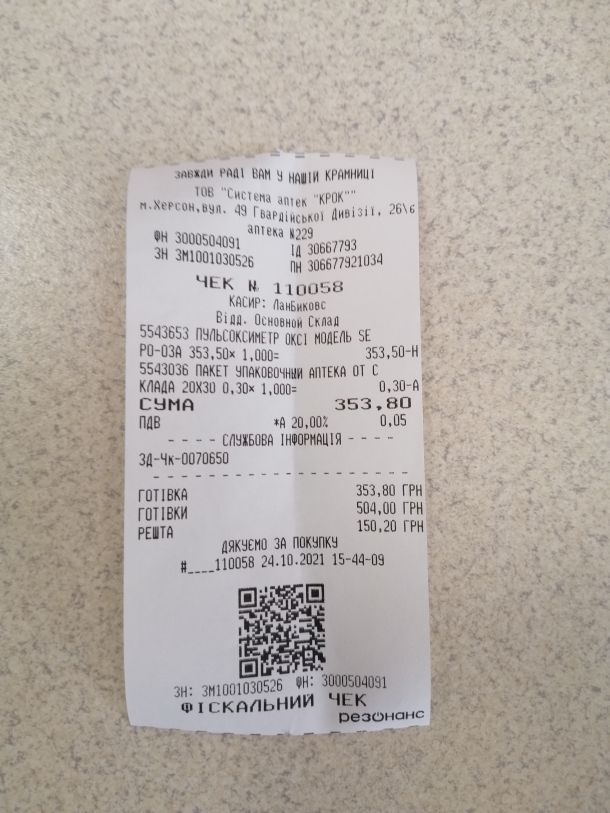 ЗАВЖДИ РАДІ ВАМ У НАШІЙ КРАМНИЦІ
ТОВ "Система аптек "КРОК""
м.Херсон,вул. 49 Гвардійської Дивізії, 26\6
аптека №229
ФН 3000504091 ІД 30667793
ЗН ЗМ1001030526 ПН 306677921034
ЧЕК № 110058
КАСИР: ЛанБиковс
Відд. Основной Склад
5543653 ПУЛЬСОКСИМЕТР ОКСІ МОДЕЛЬ SE
PO-03A 353,50× 1,000= 353,50-Н
5543036 ПАКЕТ УПАКОВОЧНЫЙ АПТЕКА ОТ С
КЛАДА 20X30 0,30× 1,000= 0,30-А
СУМА 353,80
ПДВ *А 20,00% 0,05
- - - - СЛУЖБОВА ІНФОРМАЦІЯ - - - -
ЗД-Чк-0070650
- - - - - - - - - - - - - - - - - -
ГОТІВКА 353,80 ГРН
ГОТІВКИ 504,00 ГРН
РЕШТА 150,20 ГРН
ДЯКУЄМО ЗА ПОКУПКУ
#____110058 24.10.2021 15-44-09
ЗН: ЗМ1001030526 ФН: 3000504091
ФІСКАЛЬНИЙ ЧЕК
резонанс